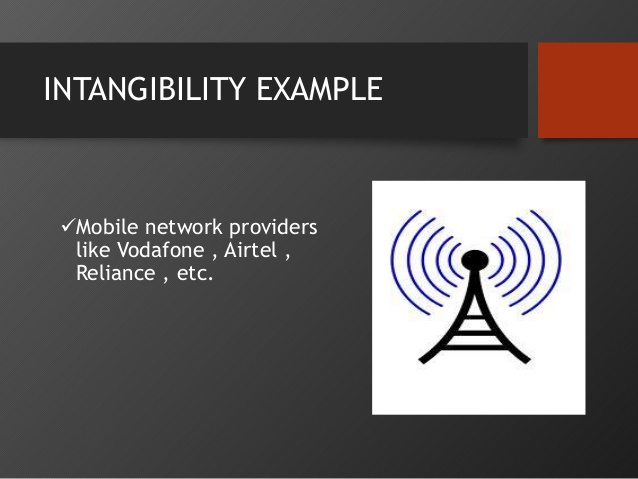 INTANGIBILITY EXAMPLE
✓Mobile network providers
like Vodafone , Airtel ,
Reliance , etc.